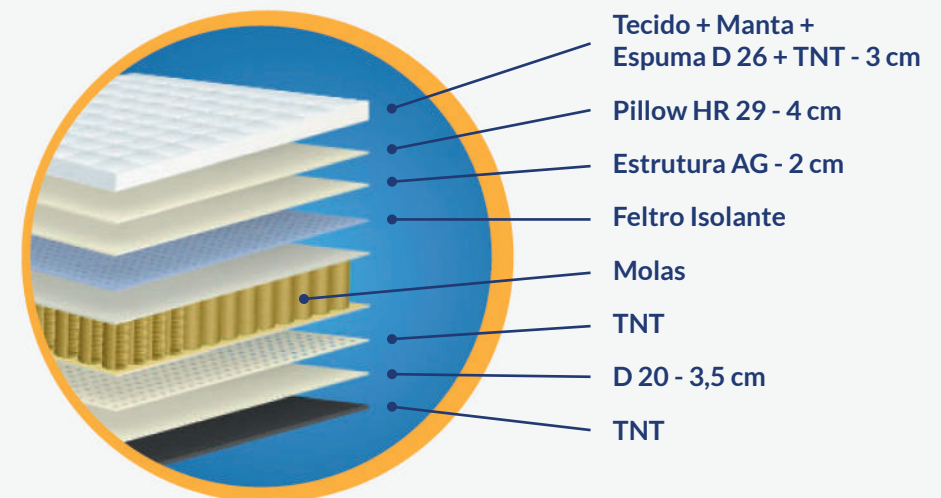 Tecido + Manta +
Espuma D 26 + TNT - 3 cm
Pillow HR 29 - 4 cm
Estrutura AG - 2 cm
Feltro Isolante
Molas
TNT
D 20 - 3,5 cm
TNT